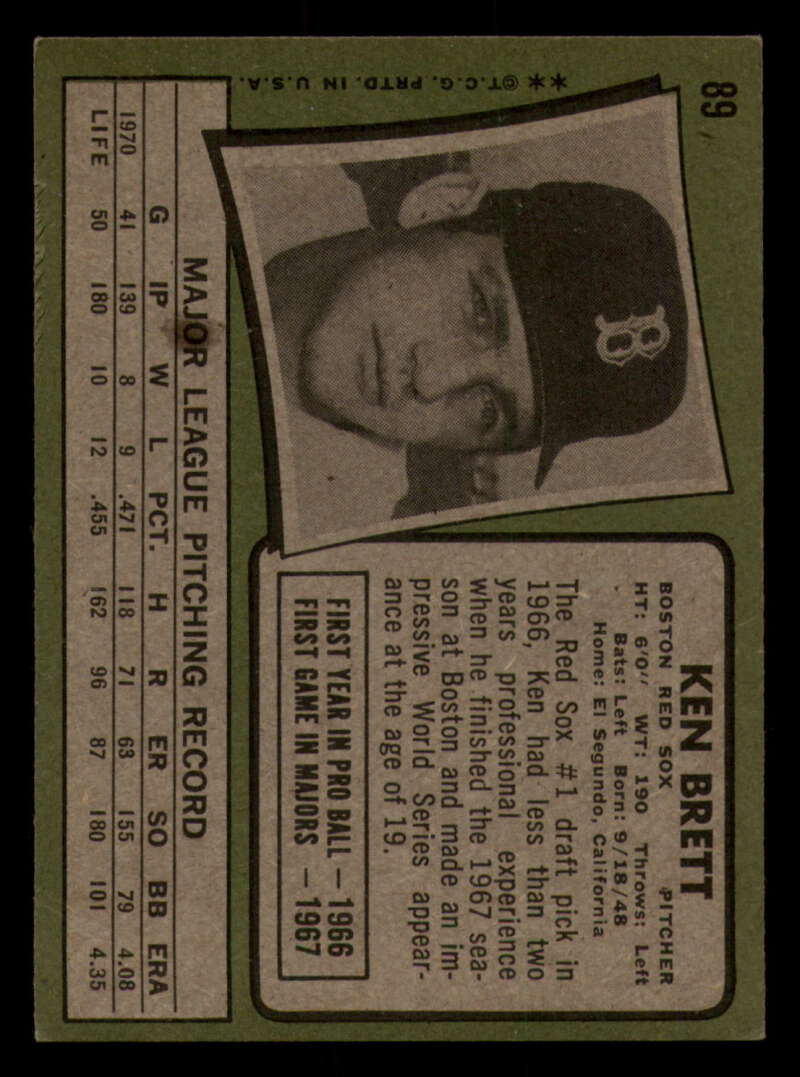 89
**©T.C.G. PRTD. IN U.S.A.
B
KEN BRETT
BOSTON RED SOX PITCHER
HT: 6'0" WT: 190 Throws: Left
Bats: Left Born: 9/18/48
Home: El Segundo, California
The Red Sox #1 draft pick in
1966, Ken had less than two
years professional experience
when he finished the 1967 sea-
son at Boston and made an im-
pressive World Series appear-
ance at the age of 19.
FIRST YEAR IN PRO BALL — 1966
FIRST GAME IN MAJORS — 1967
MAJOR LEAGUE PITCHING RECORD
G IP W L PCT. H R ER SO BB ERA
1970 41 139 8 9 .471 118 71 63 155 79 4.08
LIFE 50 180 10 12 .455 162 96 87 180 101 4.35